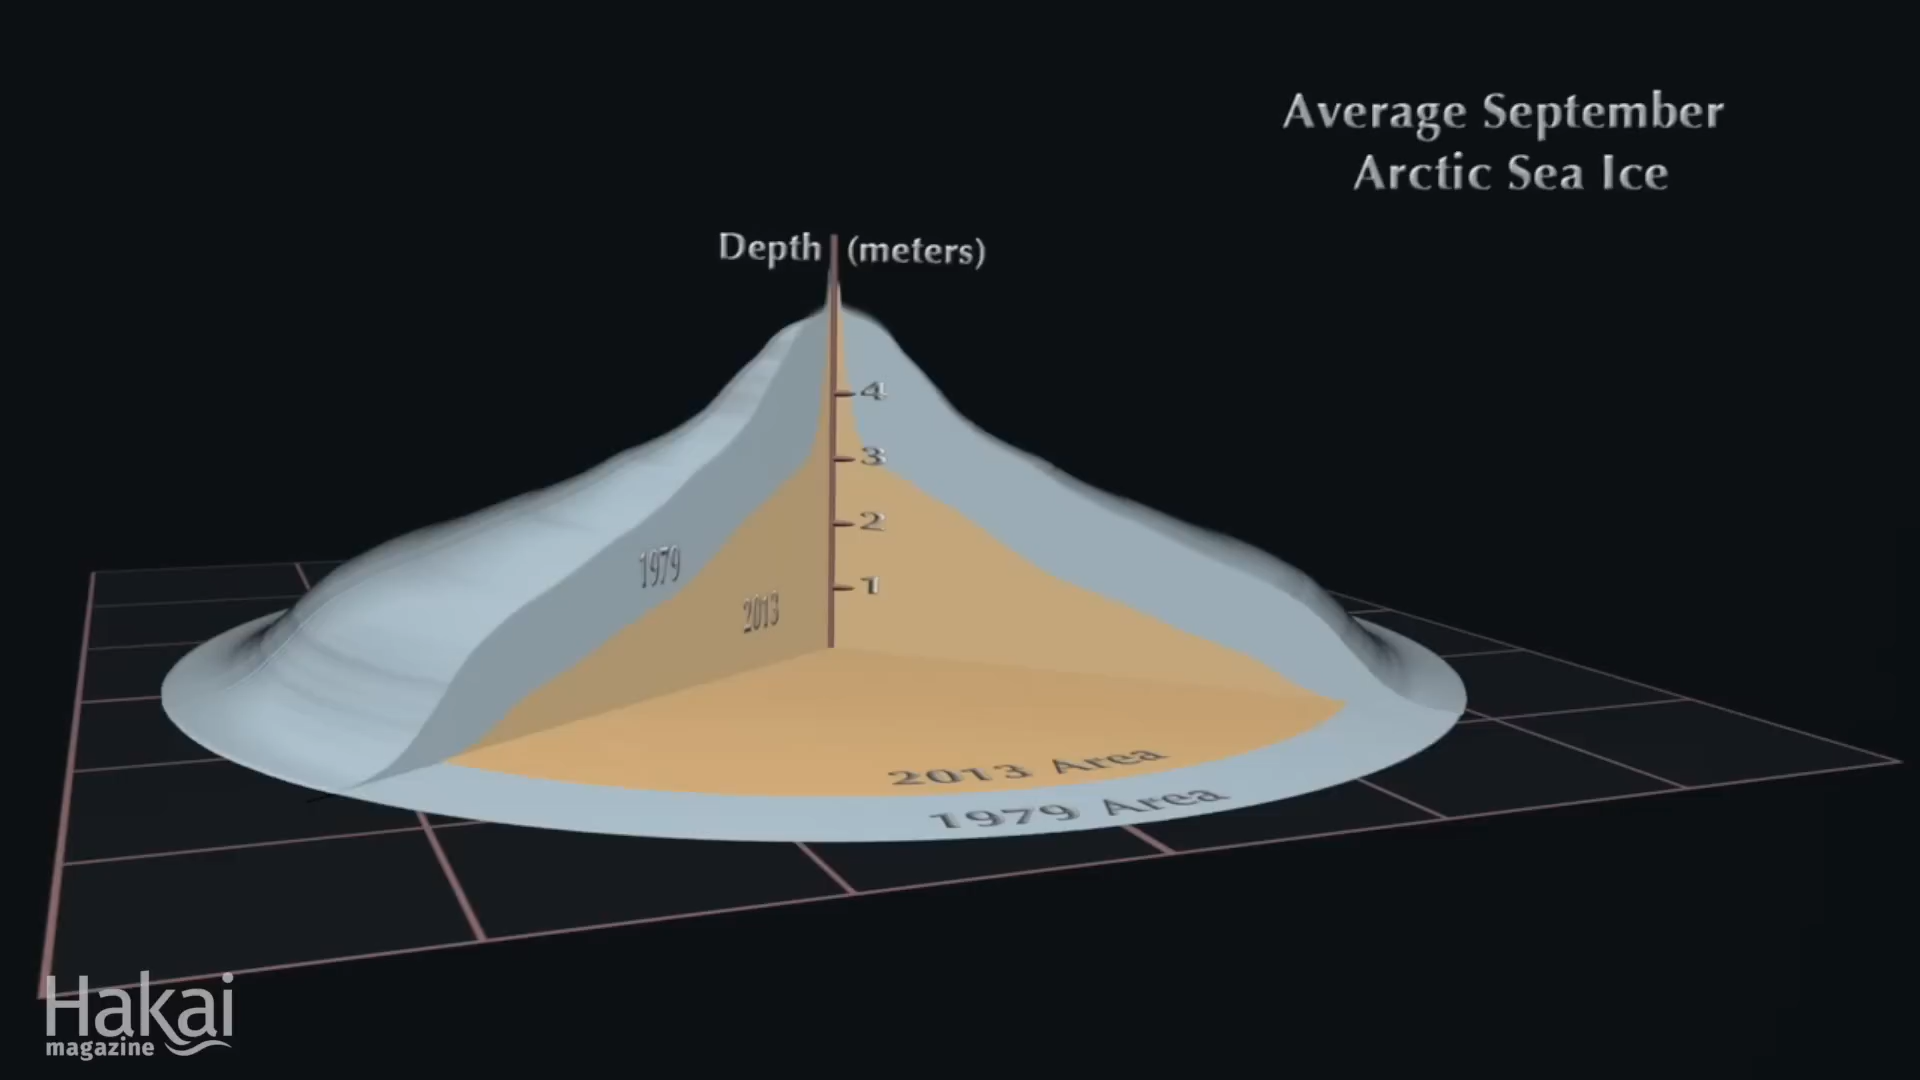 Average September
Arctic Sea Ice
Depth (meters)
4
3
2
1
1979
2013
2013 Area
1979 Area
Hakai
magazine